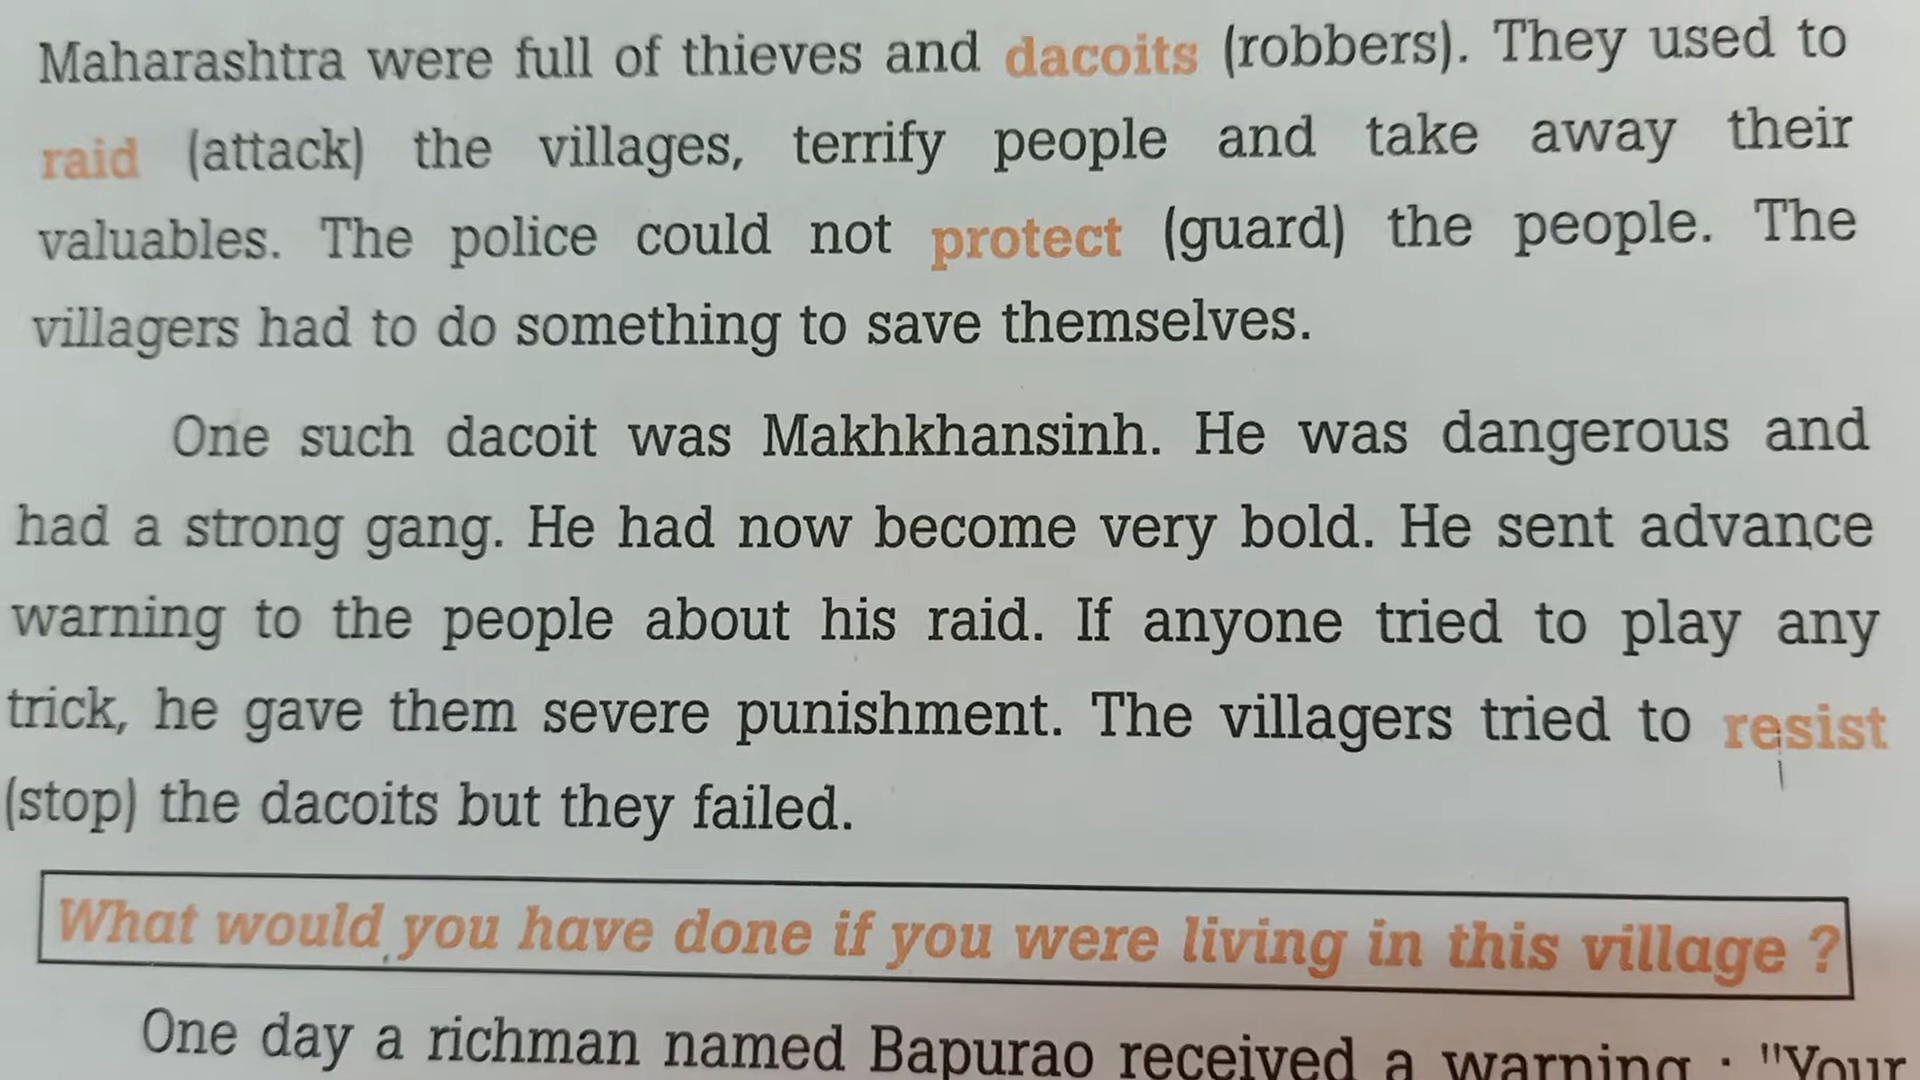 Maharashtra were full of thieves and dacoits (robbers). They used to
raid (attack) the villages, terrify people and take away their
valuables. The police could not protect (guard) the people. The
villagers had to do something to save themselves.
One such dacoit was Makhkhansinh. He was dangerous and
had a strong gang. He had now become very bold. He sent advance
warning to the people about his raid. If anyone tried to play any
trick, he gave them severe punishment. The villagers tried to resist
(stop) the dacoits but they failed.
What would you have done if you were living in this village ?
One day a richman named Bapurao received a warning : "Your